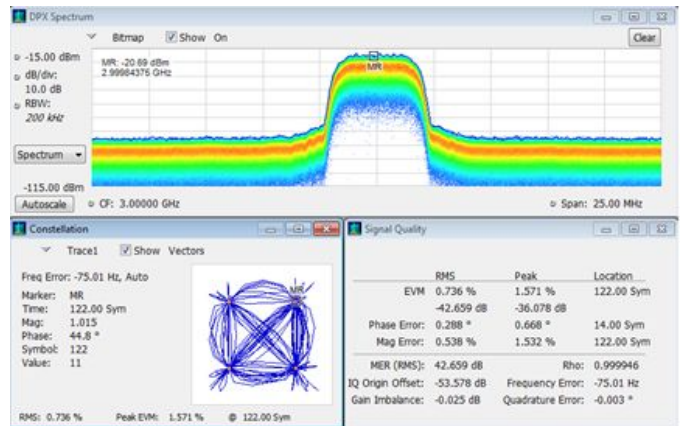 DPX Spectrum
Bitmap Show On Clear
-15.00 dBm
MR: -20.69 dBm
2.99984375 GHz
MR
dB/div:
10.0 dB
RBW:
200 kHz
Spectrum
-115.00 dBm
Autoscale CF: 3.00000 GHz Span: 25.00 MHz
Constellation
Trace1 Show Vectors
Freq Error: -75.01 Hz, Auto
Marker: MR
Time: 122.00 Sym
Mag: 1.015
Phase: 44.8 °
Symbol: 122
Value: 11
MR
RMS: 0.736 % Peak EVM: 1.571 % @ 122.00 Sym
Signal Quality
RMS Peak Location
EVM 0.736 % 1.571 % 122.00 Sym
-42.659 dB -36.078 dB
Phase Error: 0.288 ° 0.668 ° 14.00 Sym
Mag Error: 0.538 % 1.532 % 122.00 Sym
MER (RMS): 42.659 dB Rho: 0.999946
IQ Origin Offset: -53.578 dB Frequency Error: -75.01 Hz
Gain Imbalance: -0.025 dB Quadrature Error: -0.003 °